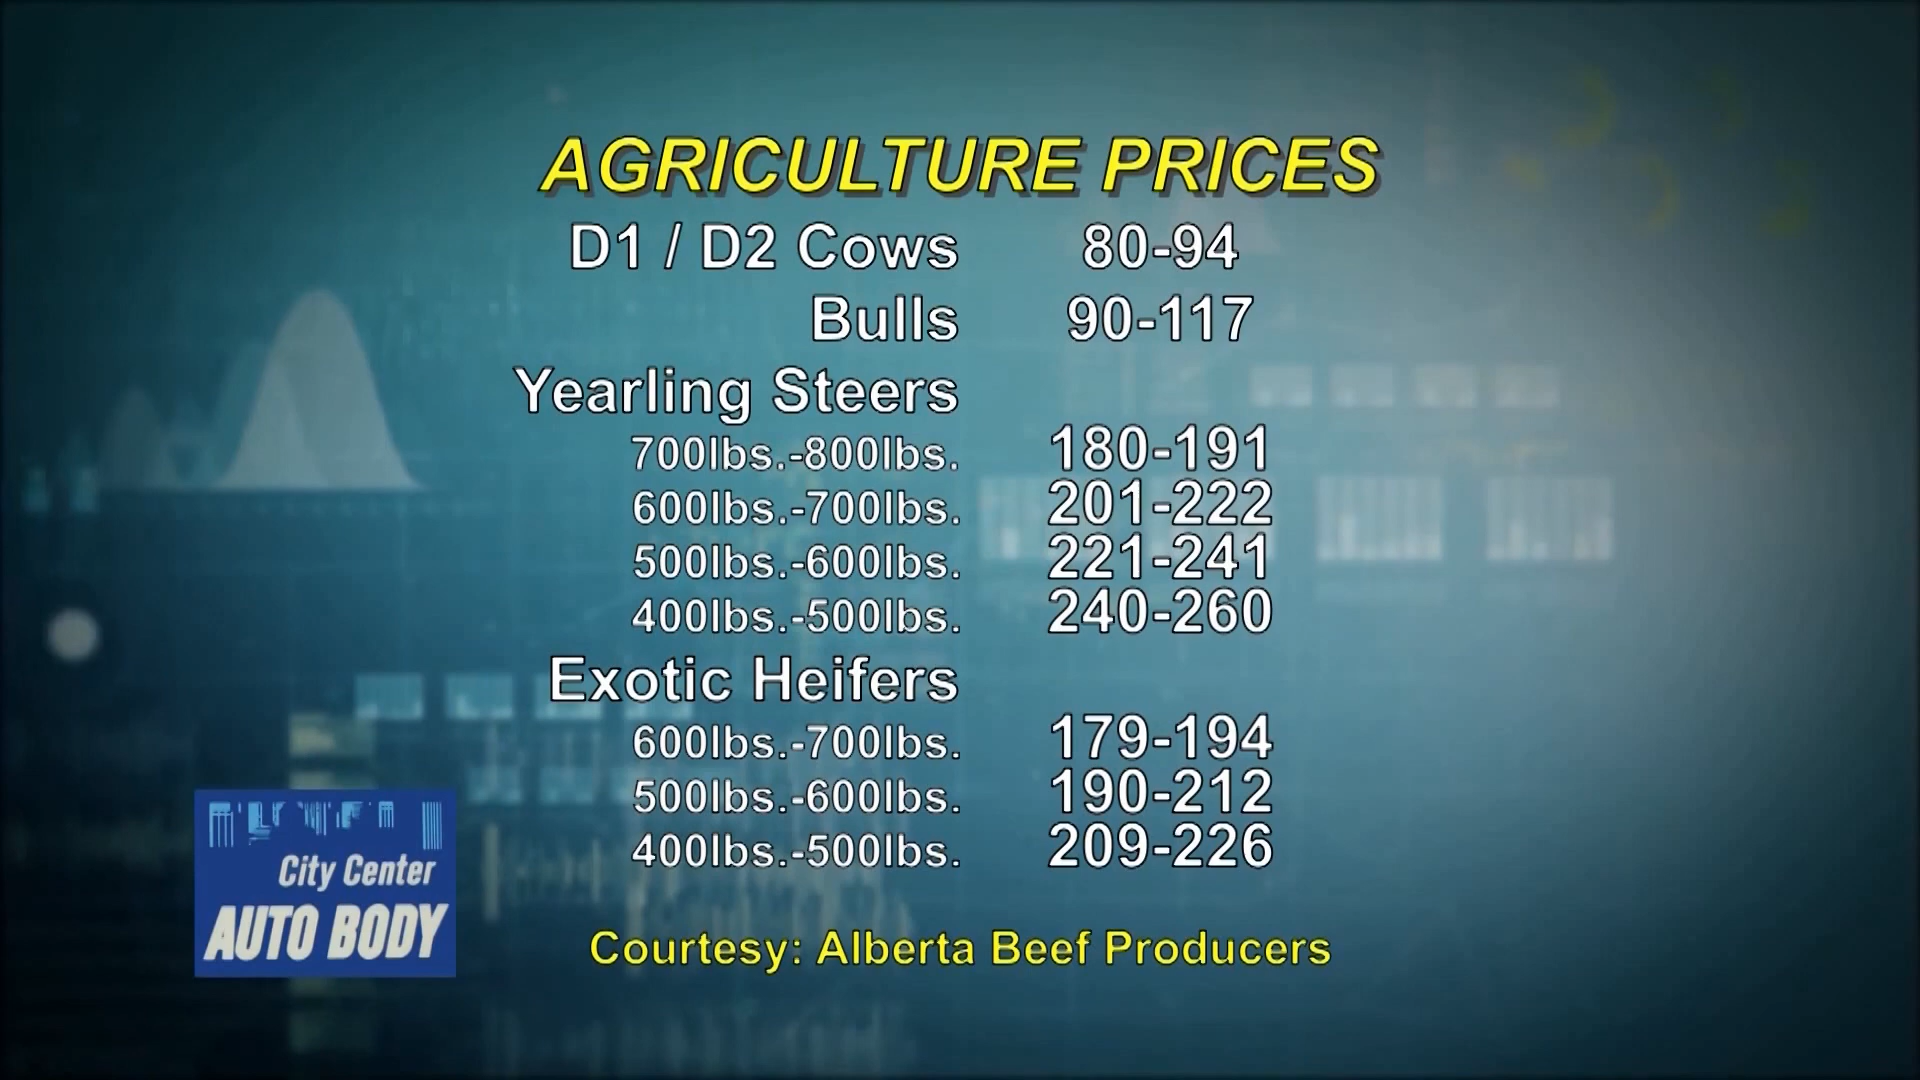 AGRICULTURE PRICES
D1 / D2 Cows 80-94
Bulls 90-117
Yearling Steers
700lbs.-800lbs. 180-191
600lbs.-700lbs. 201-222
500lbs.-600lbs. 221-241
400lbs.-500lbs. 240-260
Exotic Heifers
600lbs.-700lbs. 179-194
500lbs.-600lbs. 190-212
400lbs.-500lbs. 209-226
City Center
AUTO BODY
Courtesy: Alberta Beef Producers